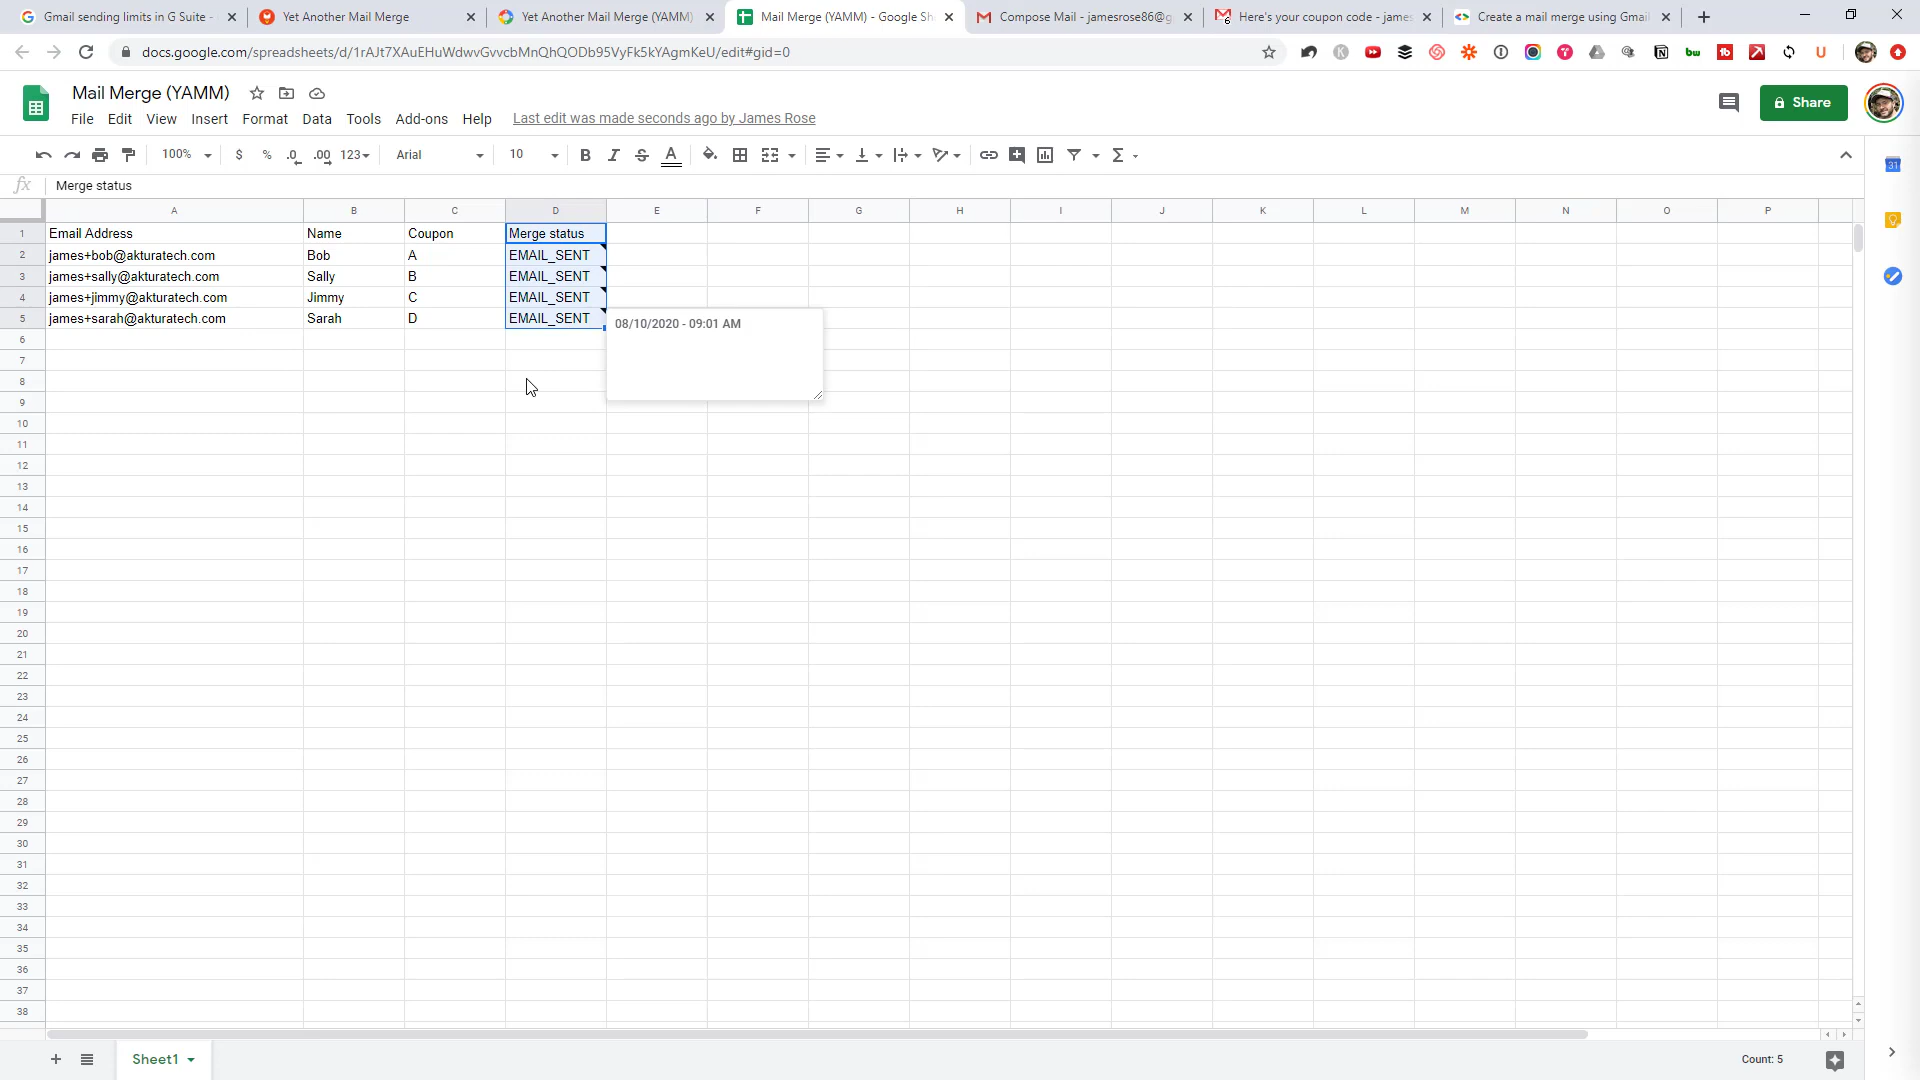 Gmail sending limits in G Suite -
Yet Another Mail Merge
Yet Another Mail Merge (YAMM)
Mail Merge (YAMM) - Google Sh
Compose Mail - jamesrose86@g
Here's your coupon code - james
Create a mail merge using Gmail
docs.google.com/spreadsheets/d/1rAJt7XAuEHuWdwvGvvcbMnQhQODb95VyFk5kYAgmKeU/edit#gid=0
Mail Merge (YAMM)
Share
File Edit View Insert Format Data Tools Add-ons Help Last edit was made seconds ago by James Rose
100% $ % .0 .00 123 Arial 10 B I S A
fx Merge status
A B C D E F G H I J K L M N O P
1 Email Address Name Coupon Merge status
2 james+bob@akturatech.com Bob A EMAIL_SENT
3 james+sally@akturatech.com Sally B EMAIL_SENT
4 james+jimmy@akturatech.com Jimmy C EMAIL_SENT
5 james+sarah@akturatech.com Sarah D EMAIL_SENT
08/10/2020 - 09:01 AM
6
7
8
9
10
11
12
13
14
15
16
17
18
19
20
21
22
23
24
25
26
27
28
29
30
31
32
33
34
35
36
37
38
Sheet1
Count: 5